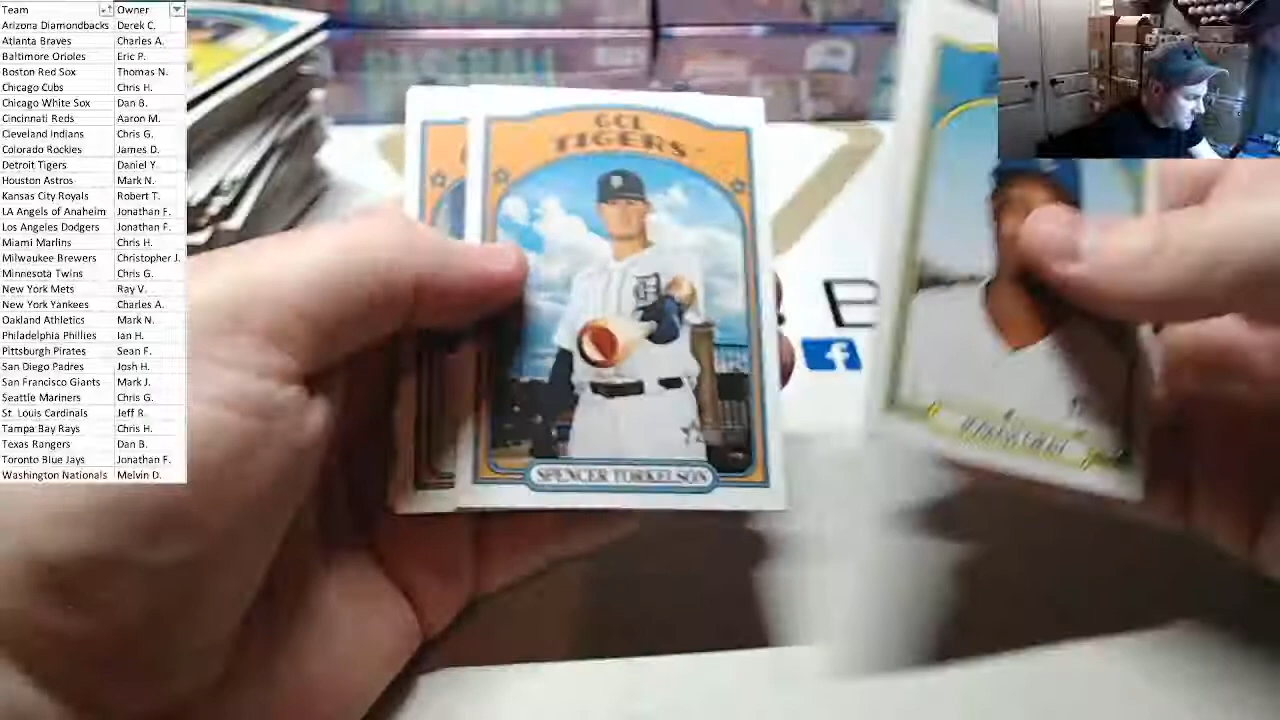 Team Owner
Arizona Diamondbacks Derek C.
Atlanta Braves Charles A.
Baltimore Orioles Eric P.
Boston Red Sox Thomas N.
Chicago Cubs Chris H.
Chicago White Sox Dan B.
Cincinnati Reds Aaron M.
Cleveland Indians Chris G.
Colorado Rockies James D.
Detroit Tigers Daniel Y.
Houston Astros Mark N.
Kansas City Royals Robert T.
LA Angels of Anaheim Jonathan F.
Los Angeles Dodgers Jonathan F.
Miami Marlins Chris H.
Milwaukee Brewers Christopher J.
Minnesota Twins Chris G.
New York Mets Ray V.
New York Yankees Charles A.
Oakland Athletics Mark N.
Philadelphia Phillies Ian H.
Pittsburgh Pirates Sean F.
San Diego Padres Josh H.
San Francisco Giants Mark J.
Seattle Mariners Chris G.
St. Louis Cardinals Jeff R.
Tampa Bay Rays Chris H.
Texas Rangers Dan B.
Toronto Blue Jays Jonathan F.
Washington Nationals Melvin D.
GCL
TIGERS
SPENCER TORKELSON